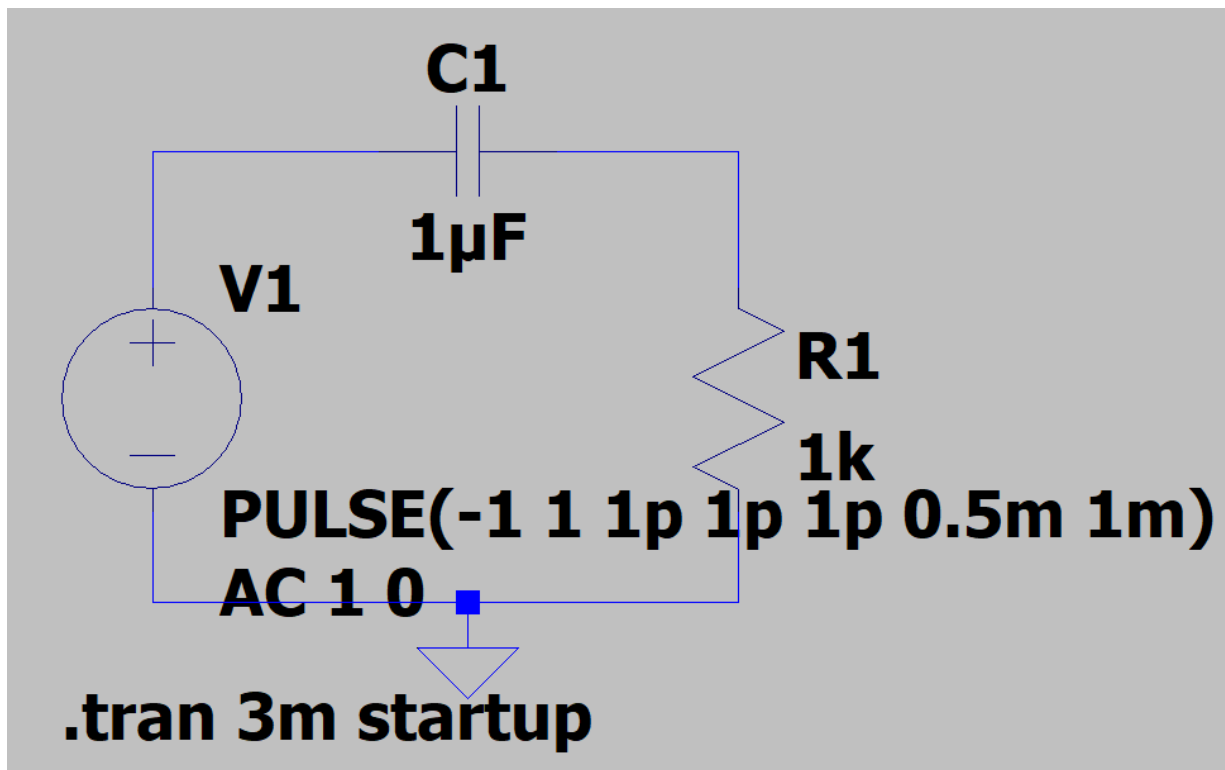 C1
1µF
V1
R1
1k
PULSE(-1 1 1p 1p 1p 0.5m 1m)
AC 1 0
.tran 3m startup